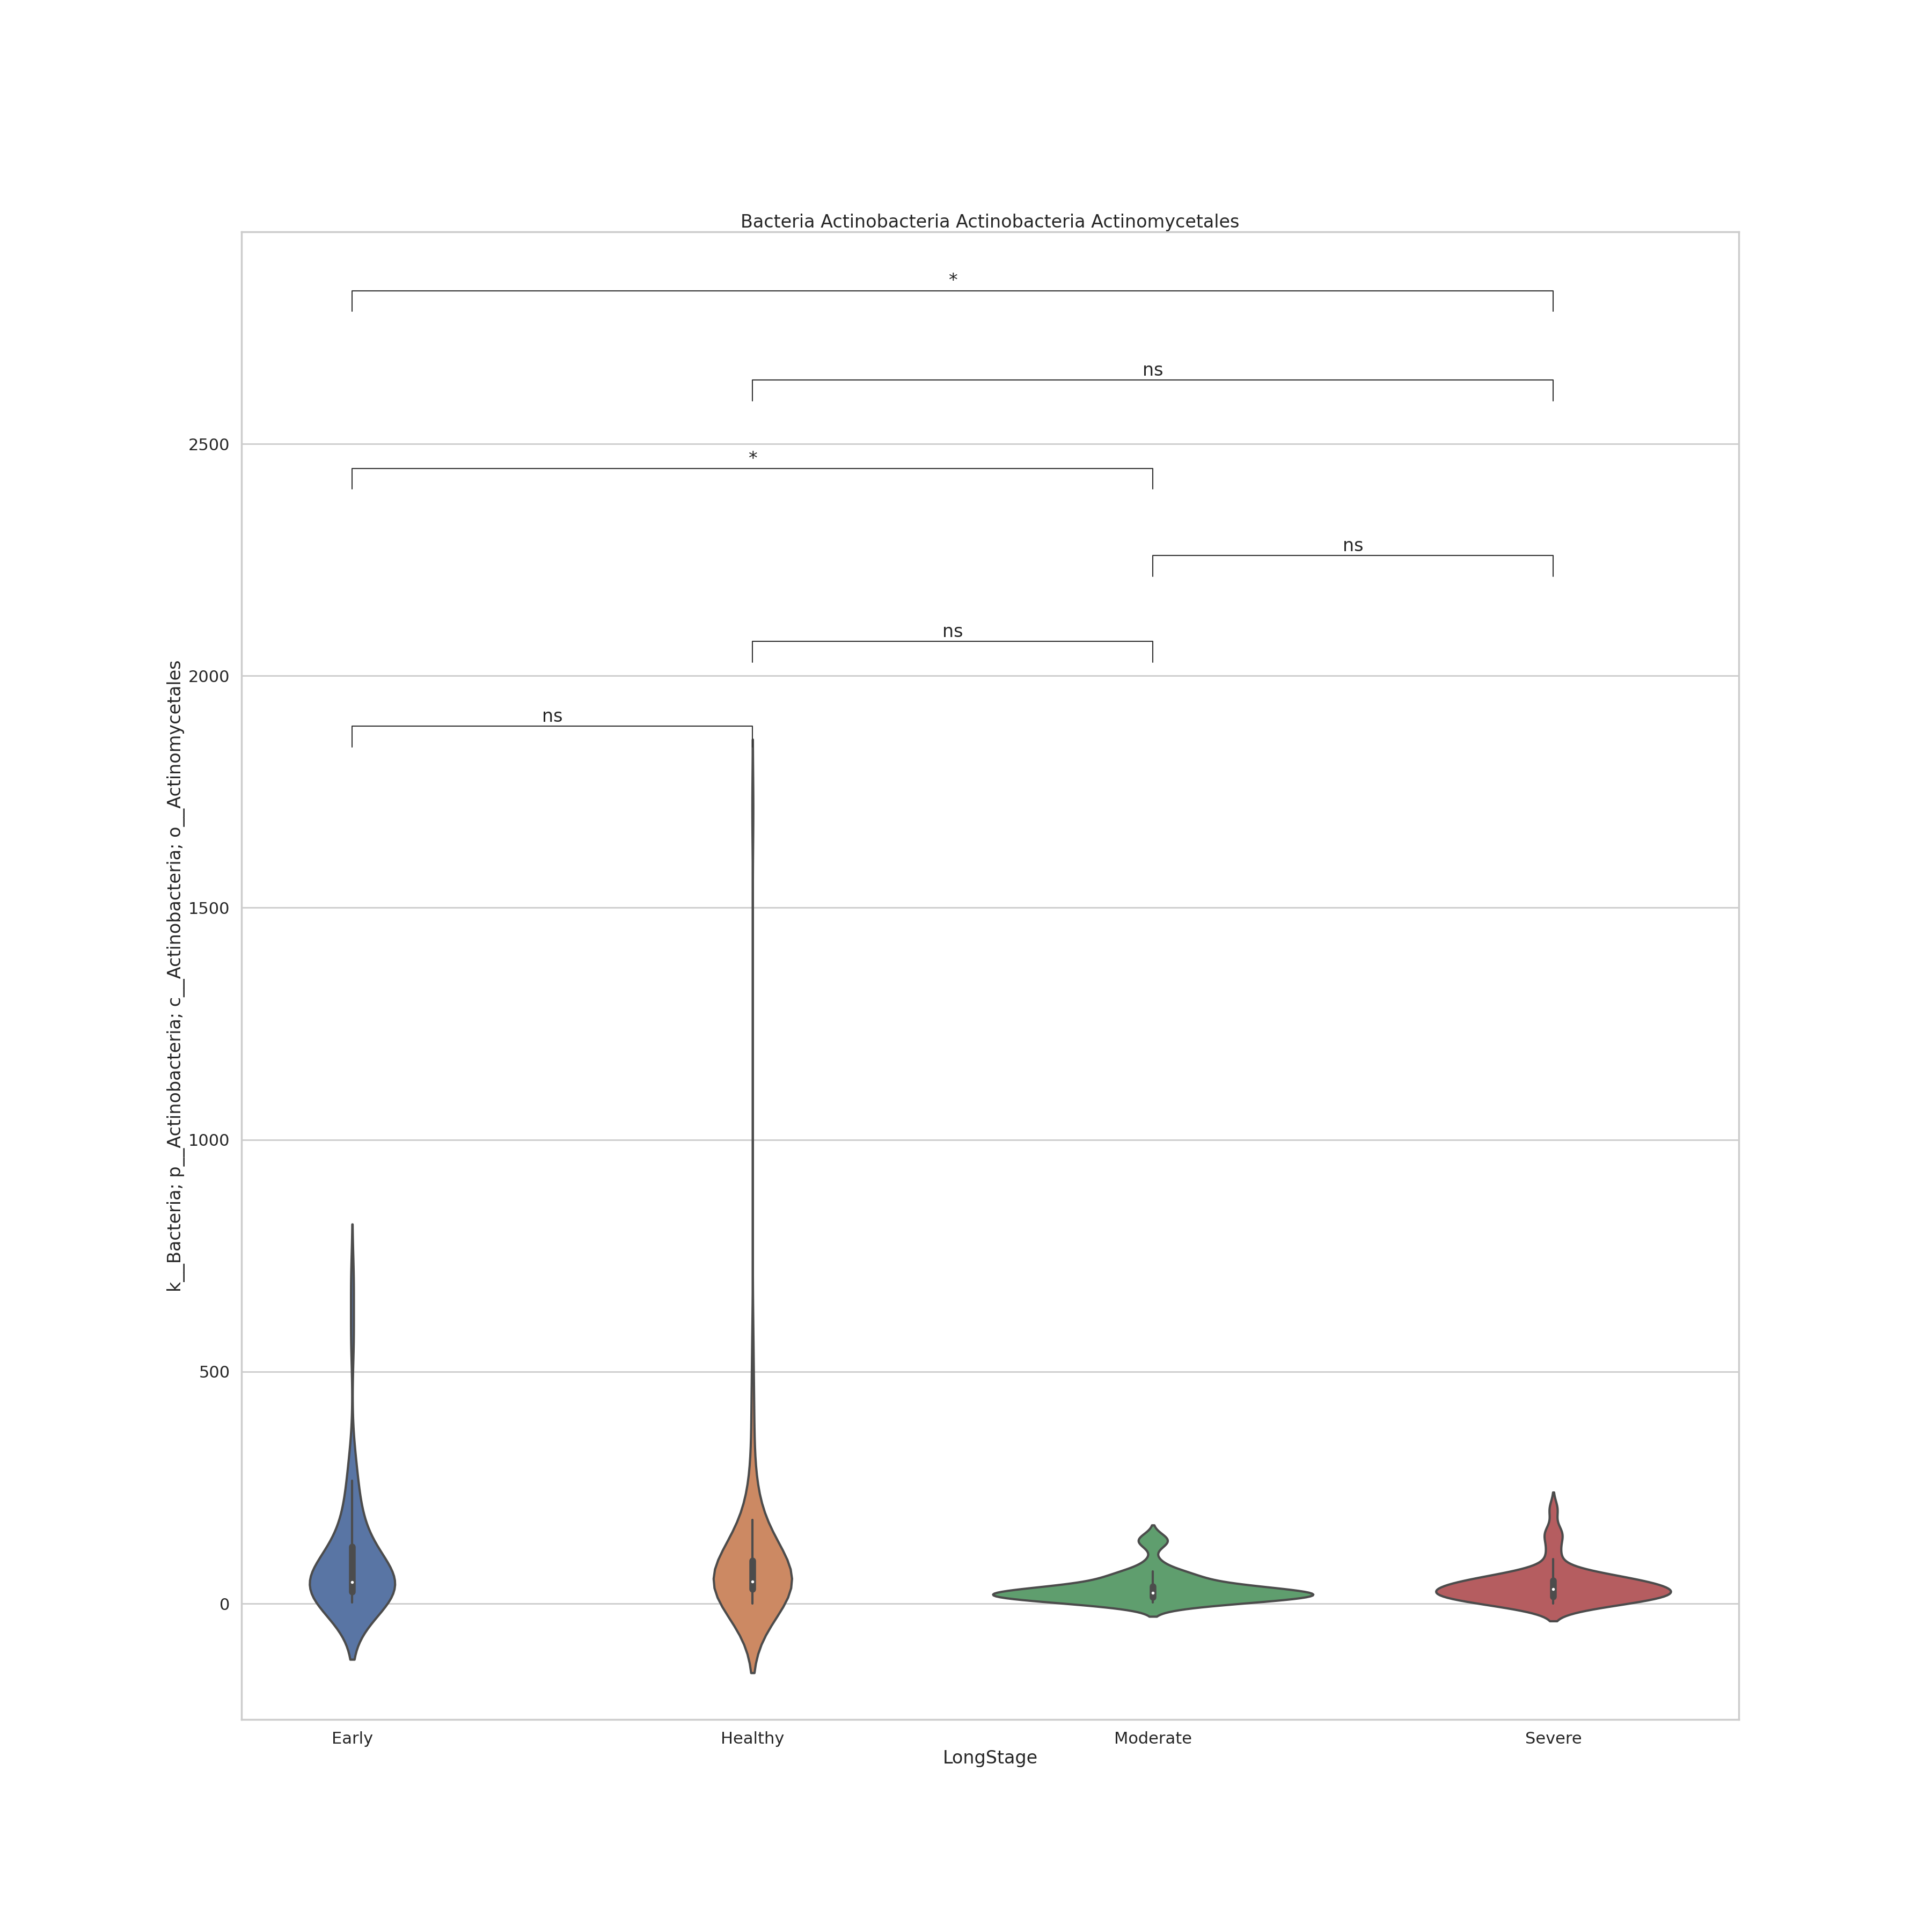 Bacteria Actinobacteria Actinobacteria Actinomycetales
*
ns
2500
*
ns
ns
2000
ns
k__Bacteria; p__Actinobacteria; c__Actinobacteria; o__Actinomycetales
1500
1000
500
0
Early Healthy Moderate Severe
LongStage